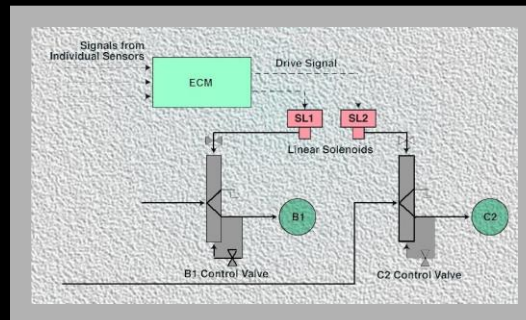 Signals from
Individual Sensors
ECM
Drive Signal
SL1
SL2
Linear Solenoids
B1
C2
B1 Control Valve
C2 Control Valve